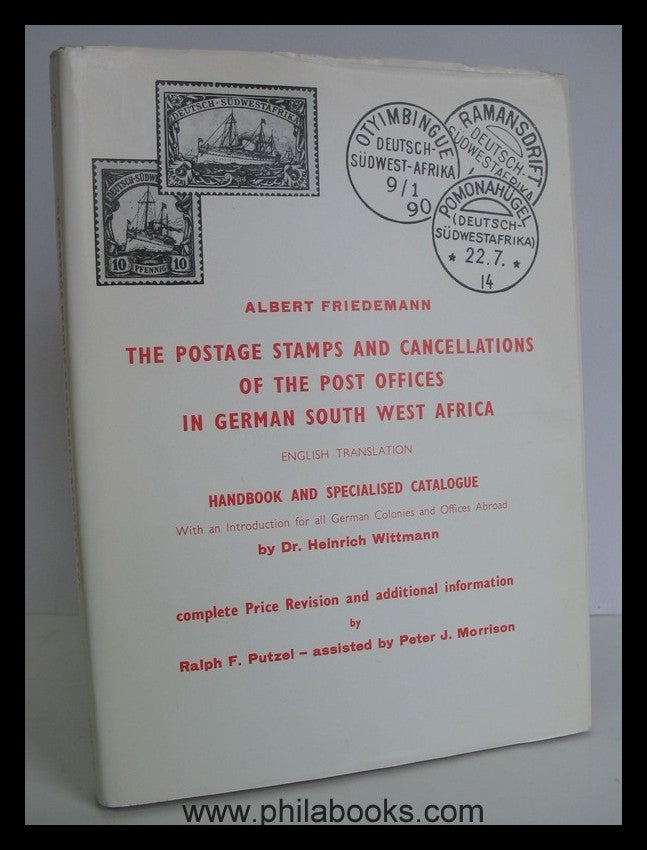 DEUTSCH-SÜDWESTAFRIKA
DEUTSCH-SÜDW
10 PFENNIG 10
OTYIMBINGUE
DEUTSCH-
SÜDWEST-AFRIKA
9/1
90
RAMANSDRIFT
DEUTSCH-
SÜDWESTAFRIKA
POMONAHÜGEL
(DEUTSCH-
SÜDWESTAFRIKA)
* 22.7. *
14
ALBERT FRIEDEMANN
THE POSTAGE STAMPS AND CANCELLATIONS
OF THE POST OFFICES
IN GERMAN SOUTH WEST AFRICA
ENGLISH TRANSLATION
HANDBOOK AND SPECIALISED CATALOGUE
With an Introduction for all German Colonies and Offices Abroad
by Dr. Heinrich Wittmann
complete Price Revision and additional information
by
Ralph F. Putzel – assisted by Peter J. Morrison
www.philabooks.com